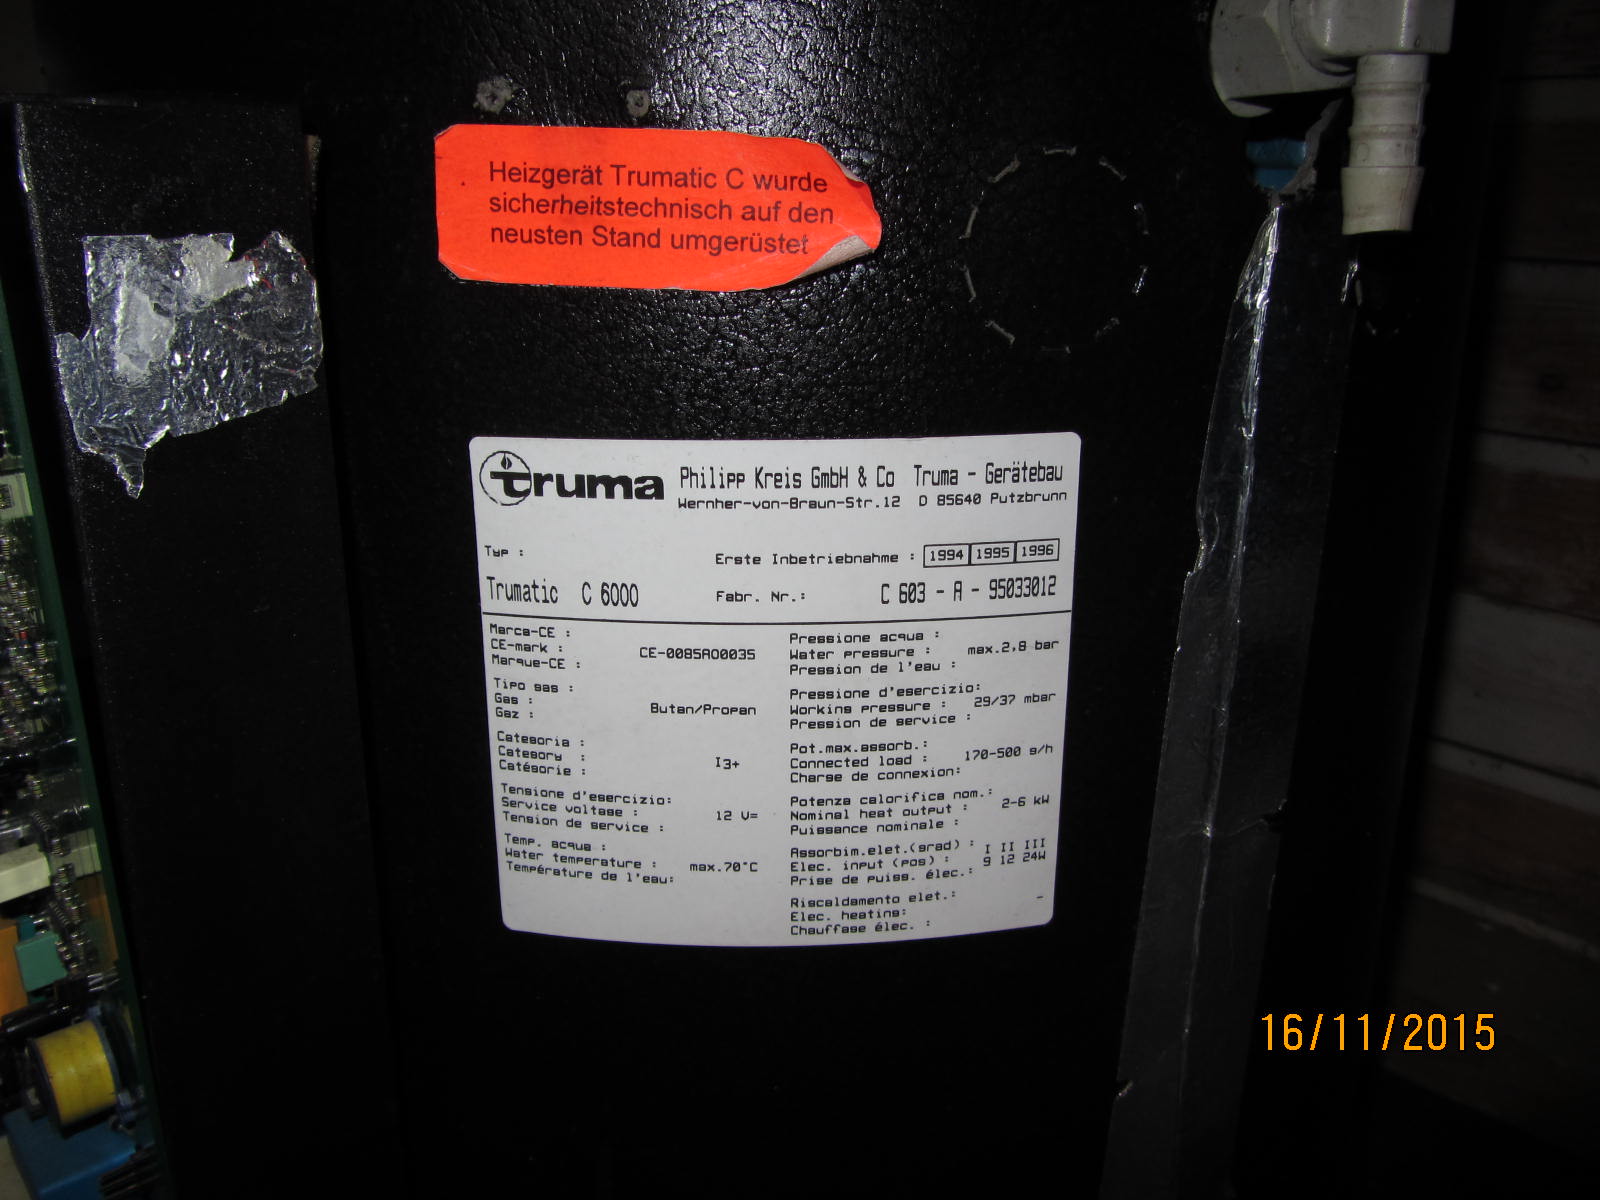 Heizgerät Trumatic C wurde
sicherheitstechnisch auf den
neusten Stand umgerüstet
truma Philipp Kreis GmbH & Co Truma - Gerätebau
Wernher-von-Braun-Str.12 D 85640 Putzbrunn
Typ : Erste Inbetriebnahme : 1994 1995 1996
Trumatic C 6000 Fabr. Nr.: C 603 - A - 95033012
Marca-CE :
CE-mark : CE-0085AO0035
Marque-CE :
Tipo gas :
Gas : Butan/Propan
Gaz :
Categoria :
Category : I3+
Catégorie :
Tensione d'esercizio:
Service voltage : 12 V=
Tension de service :
Temp. acqua :
Water temperature : max.70°C
Température de l'eau:
Pressione acqua :
Water pressure : max.2,8 bar
Pression de l'eau :
Pressione d'esercizio:
Working pressure : 29/37 mbar
Pression de service :
Pot.max.assorb.:
Connected load : 170-500 g/h
Charge de connexion:
Potenza calorifica nom.:
Nominal heat output : 2-6 kW
Puissance nominale :
Assorbim.elet.(grad) : I II III
Elec. input (pos) : 9 12 24W
Prise de puiss. élec.:
Riscaldamento elet.: -
Elec. heating:
Chauffage élec. :
16/11/2015